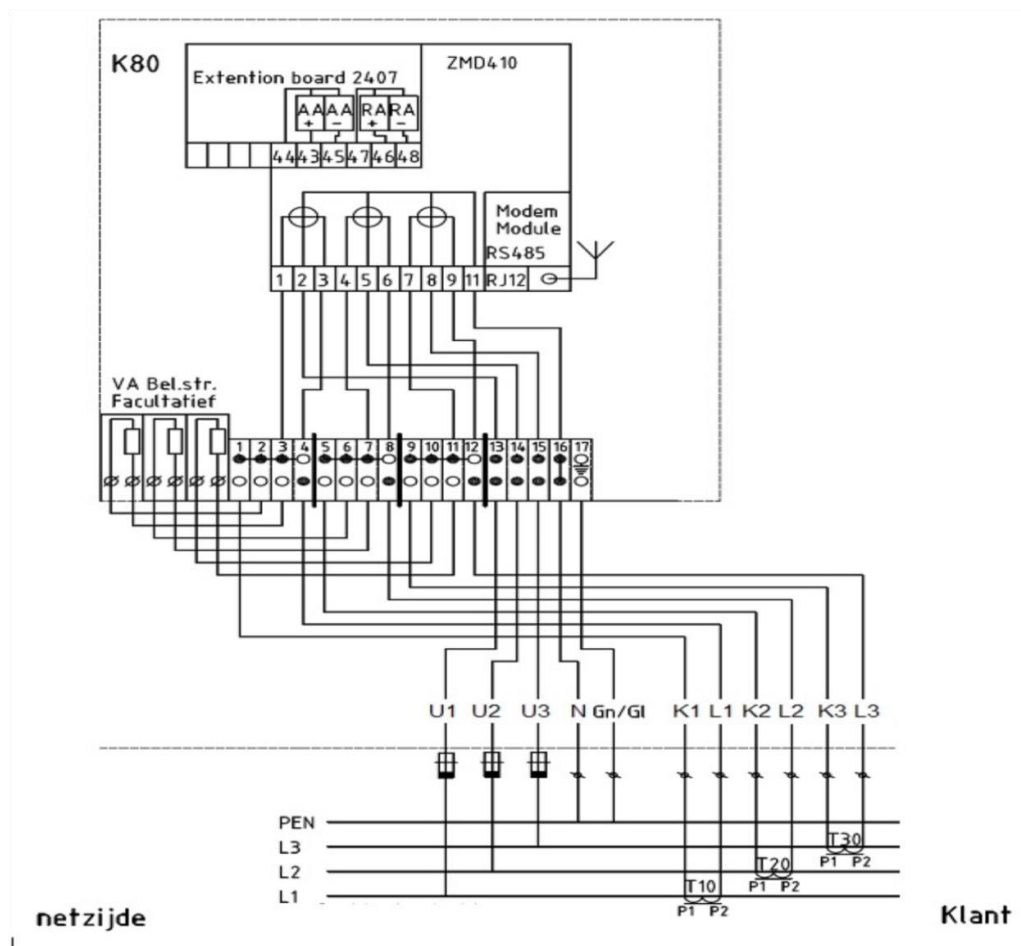 K80
ZMD410
Extention board 2407
AA AA RA RA
+ - + -
44 43 45 47 46 48
Modem
Module
RS485
1 2 3 4 5 6 7 8 9 11 RJ12
VA Bel.str.
Facultatief
1 2 3 4 5 6 7 8 9 10 11 12 13 14 15 16 17
U1 U2 U3 N Gn/Gl K1 L1 K2 L2 K3 L3
PEN
L3
T30
P1 P2
L2
T20
P1 P2
L1
T10
P1 P2
netzijde
Klant